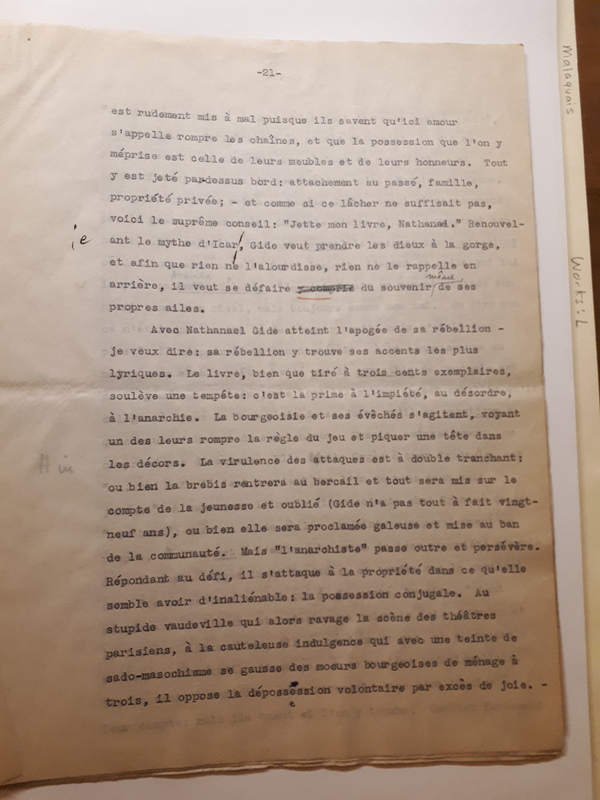 -21-
est rudement mis à mal puisque ils savent qu'ici amour
s'appelle rompre les chaînes, et que la possession que l'on y
méprise est celle de leurs meubles et de leurs honneurs. Tout
y est jeté pardessus bord: attachement au passé, famille,
propriété privée; - et comme si ce lâcher ne suffisait pas,
voici le suprême conseil: "Jette mon livre, Nathanael." Renouvel-
ie
ant le mythe d'Icar, Gide veut prendre les dieux à la gorge,
et afin que rien ne l'alourdisse, rien ne le rappelle en
même
arrière, il veut se défaire y compris du souvenir de ses
propres ailes.
Avec Nathanael Gide atteint l'apogée de sa rébellion -
je veux dire: sa rébellion y trouve ses accents les plus
lyriques. Le livre, bien que tiré à trois cents exemplaires,
soulève une tempête: c'est la prime à l'impiété, au désordre,
à l'anarchie. La bourgeoisie et ses évêchés s'agitent, voyant
un des leurs rompre la règle du jeu et piquer une tête dans
les décors. La virulence des attaques est à double tranchant:
ou bien la brebis rentrera au bercail et tout sera mis sur le
compte de la jeunesse et oublié (Gide n'a pas tout à fait vingt-
neuf ans), ou bien elle sera proclamée galeuse et mise au ban
de la communauté. Mais "l'anarchiste" passe outre et persévère.
Répondant au défi, il s'attaque à la propriété dans ce qu'elle
semble avoir d'inaliénable: la possession conjugale. Au
stupide vaudeville qui alors ravage la scène des théâtres
parisiens, à la cauteleuse indulgence qui avec une teinte de
sado-masochisme se gausse des moeurs bourgeoises de ménage à
trois, il oppose la dépossession volontaire par excès de joie. -
e
Malaquais
Works: L